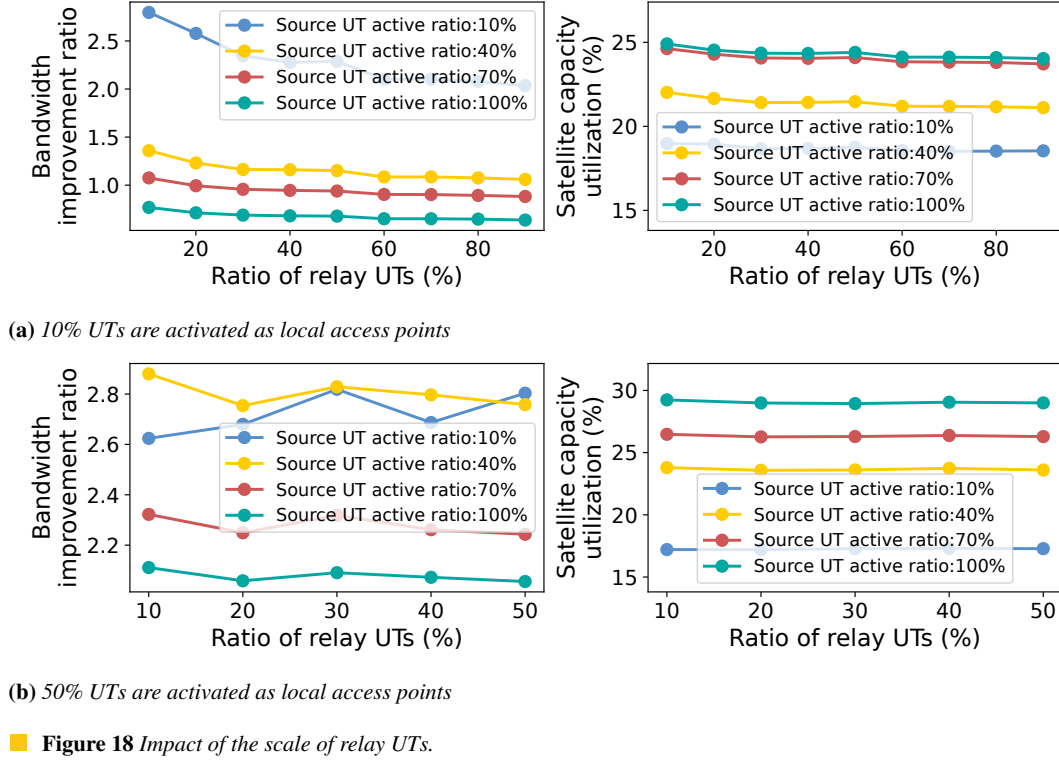 Bandwidth
improvement ratio
2.5
2.0
1.5
1.0
Source UT active ratio:10%
Source UT active ratio:40%
Source UT active ratio:70%
Source UT active ratio:100%
20
40
60
80
Ratio of relay UTs (%)
Satellite capacity
utilization (%)
25
20
15
Source UT active ratio:10%
Source UT active ratio:40%
Source UT active ratio:70%
Source UT active ratio:100%
20
40
60
80
Ratio of relay UTs (%)
(a) 10% UTs are activated as local access points
Bandwidth
improvement ratio
2.8
2.6
2.4
2.2
Source UT active ratio:10%
Source UT active ratio:40%
Source UT active ratio:70%
Source UT active ratio:100%
10
20
30
40
50
Ratio of relay UTs (%)
Satellite capacity
utilization (%)
30
25
20
15
Source UT active ratio:10%
Source UT active ratio:40%
Source UT active ratio:70%
Source UT active ratio:100%
10
20
30
40
50
Ratio of relay UTs (%)
(b) 50% UTs are activated as local access points
Figure 18 Impact of the scale of relay UTs.